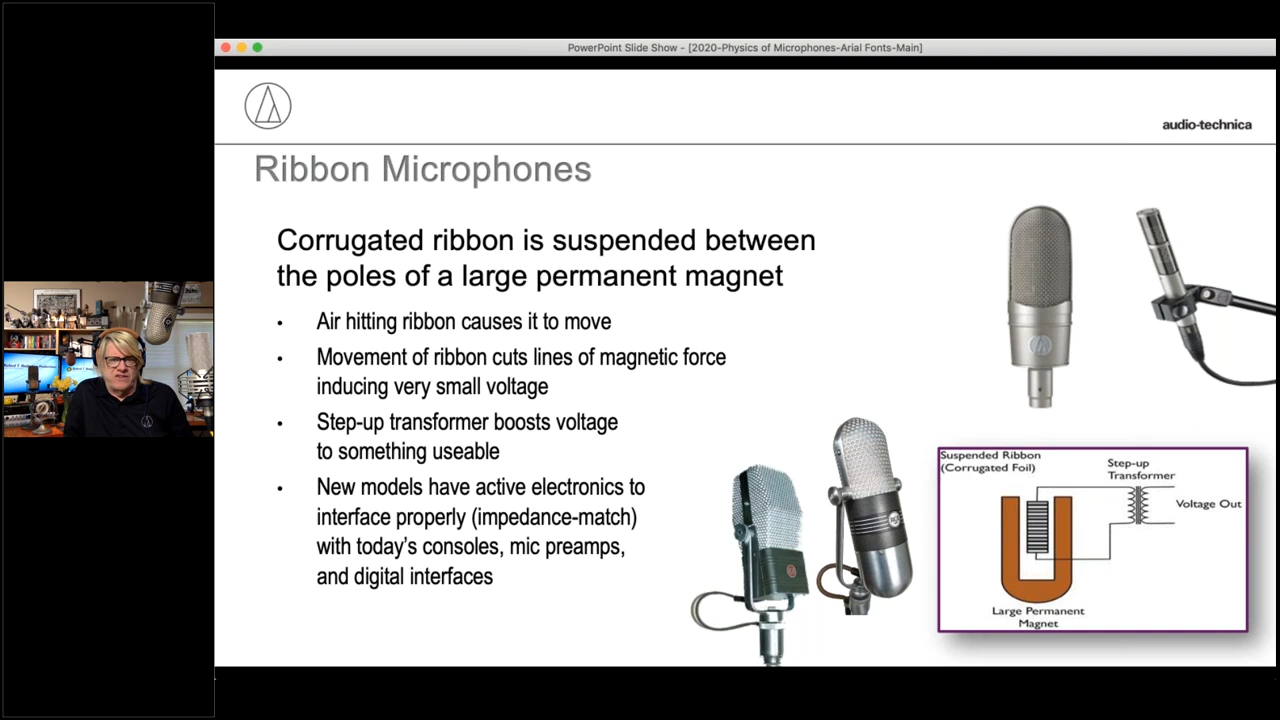 PowerPoint Slide Show - [2020-Physics of Microphones-Arial Fonts-Main]
audio-technica
Ribbon Microphones
Corrugated ribbon is suspended between
the poles of a large permanent magnet
• Air hitting ribbon causes it to move
• Movement of ribbon cuts lines of magnetic force
inducing very small voltage
• Step-up transformer boosts voltage
to something useable
• New models have active electronics to
interface properly (impedance-match)
with today's consoles, mic preamps,
and digital interfaces
Suspended Ribbon
(Corrugated Foil)
Step-up
Transformer
Voltage Out
Large Permanent
Magnet